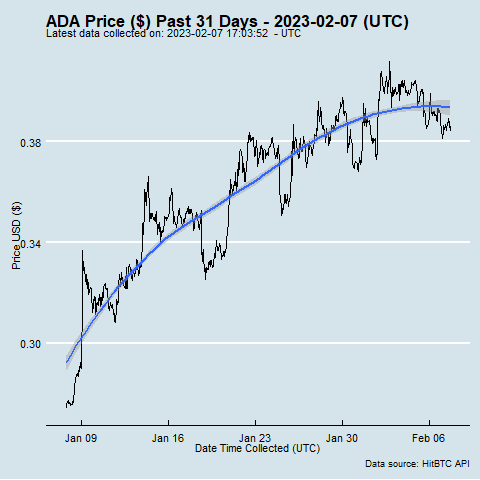 ADA Price ($) Past 31 Days - 2023-02-07 (UTC)
Latest data collected on: 2023-02-07 17:03:52 - UTC
0.38
0.34
0.30
Price USD ($)
Jan 09 Jan 16 Jan 23 Jan 30 Feb 06
Date Time Collected (UTC)
Data source: HitBTC API